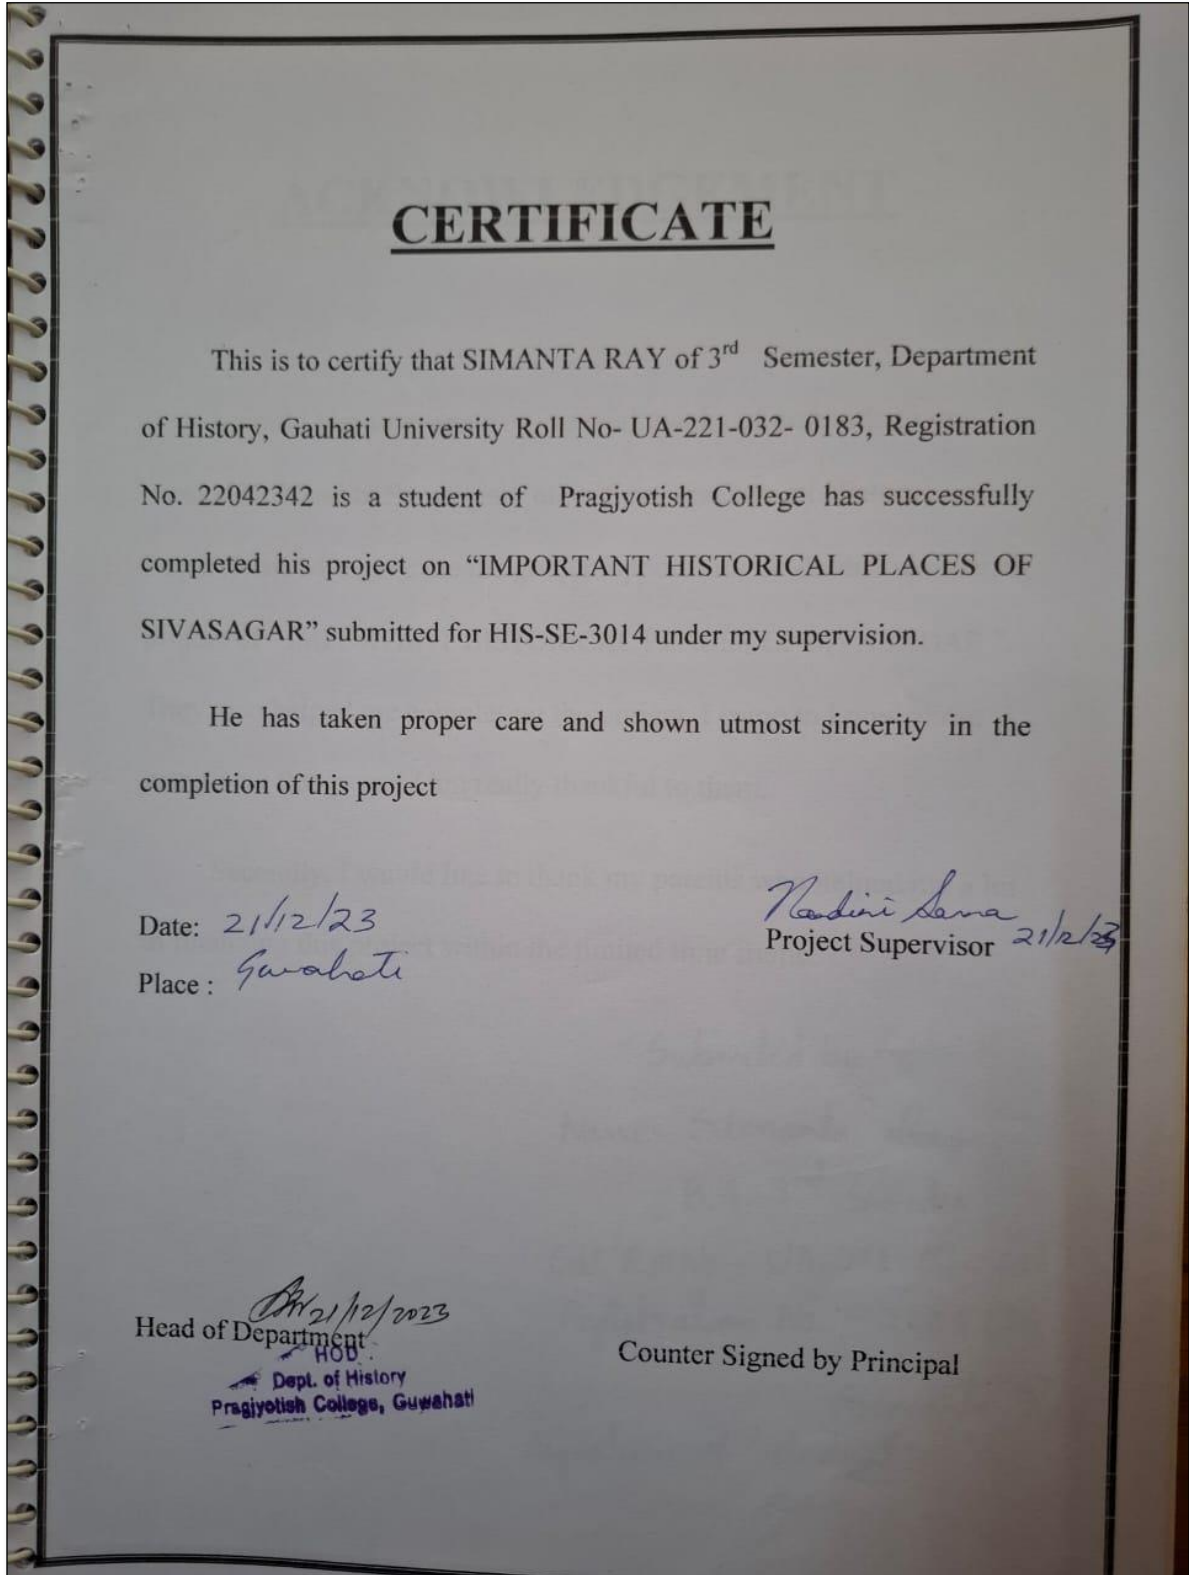 CERTIFICATE
This is to certify that SIMANTA RAY of 3rd Semester, Department
of History, Gauhati University Roll No- UA-221-032- 0183, Registration
No. 22042342 is a student of Pragjyotish College has successfully
completed his project on “IMPORTANT HISTORICAL PLACES OF
SIVASAGAR” submitted for HIS-SE-3014 under my supervision.
He has taken proper care and shown utmost sincerity in the
completion of this project
Date: 21/12/23
Place : Guwahati
Nandini
Project Supervisor 21/12/23
21/12/2023
Head of Department
HOD
Dept. of History
Pragjyotish College, Guwahati
Counter Signed by Principal